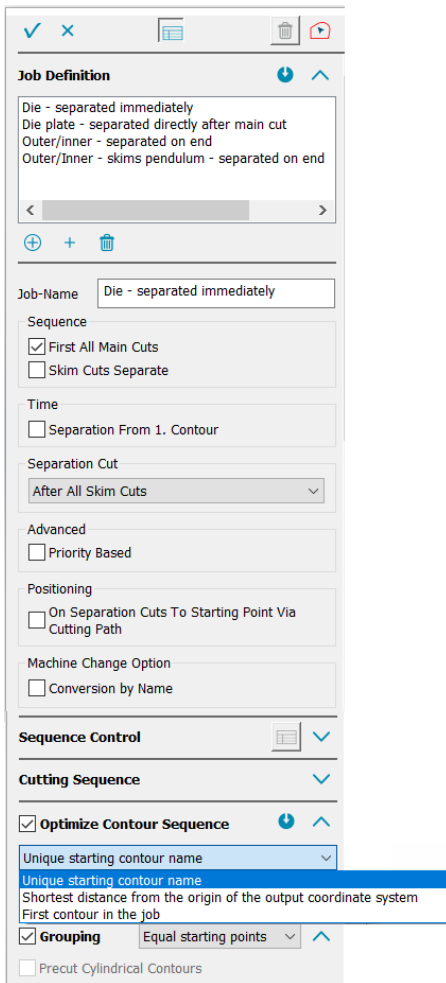 Job Definition
Die - separated immediately
Die plate - separated directly after main cut
Outer/inner - separated on end
Outer/Inner - skims pendulum - separated on end
Job-Name
Die - separated immediately
Sequence
First All Main Cuts
Skim Cuts Separate
Time
Separation From 1. Contour
Separation Cut
After All Skim Cuts
Advanced
Priority Based
Positioning
On Separation Cuts To Starting Point Via
Cutting Path
Machine Change Option
Conversion by Name
Sequence Control
Cutting Sequence
Optimize Contour Sequence
Unique starting contour name
Unique starting contour name
Shortest distance from the origin of the output coordinate system
First contour in the job
Grouping
Equal starting points
Precut Cylindrical Contours